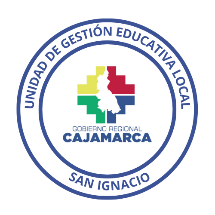 UNIDAD DE GESTIÓN EDUCATIVA LOCAL
GOBIERNO REGIONAL
CAJAMARCA
SAN IGNACIO